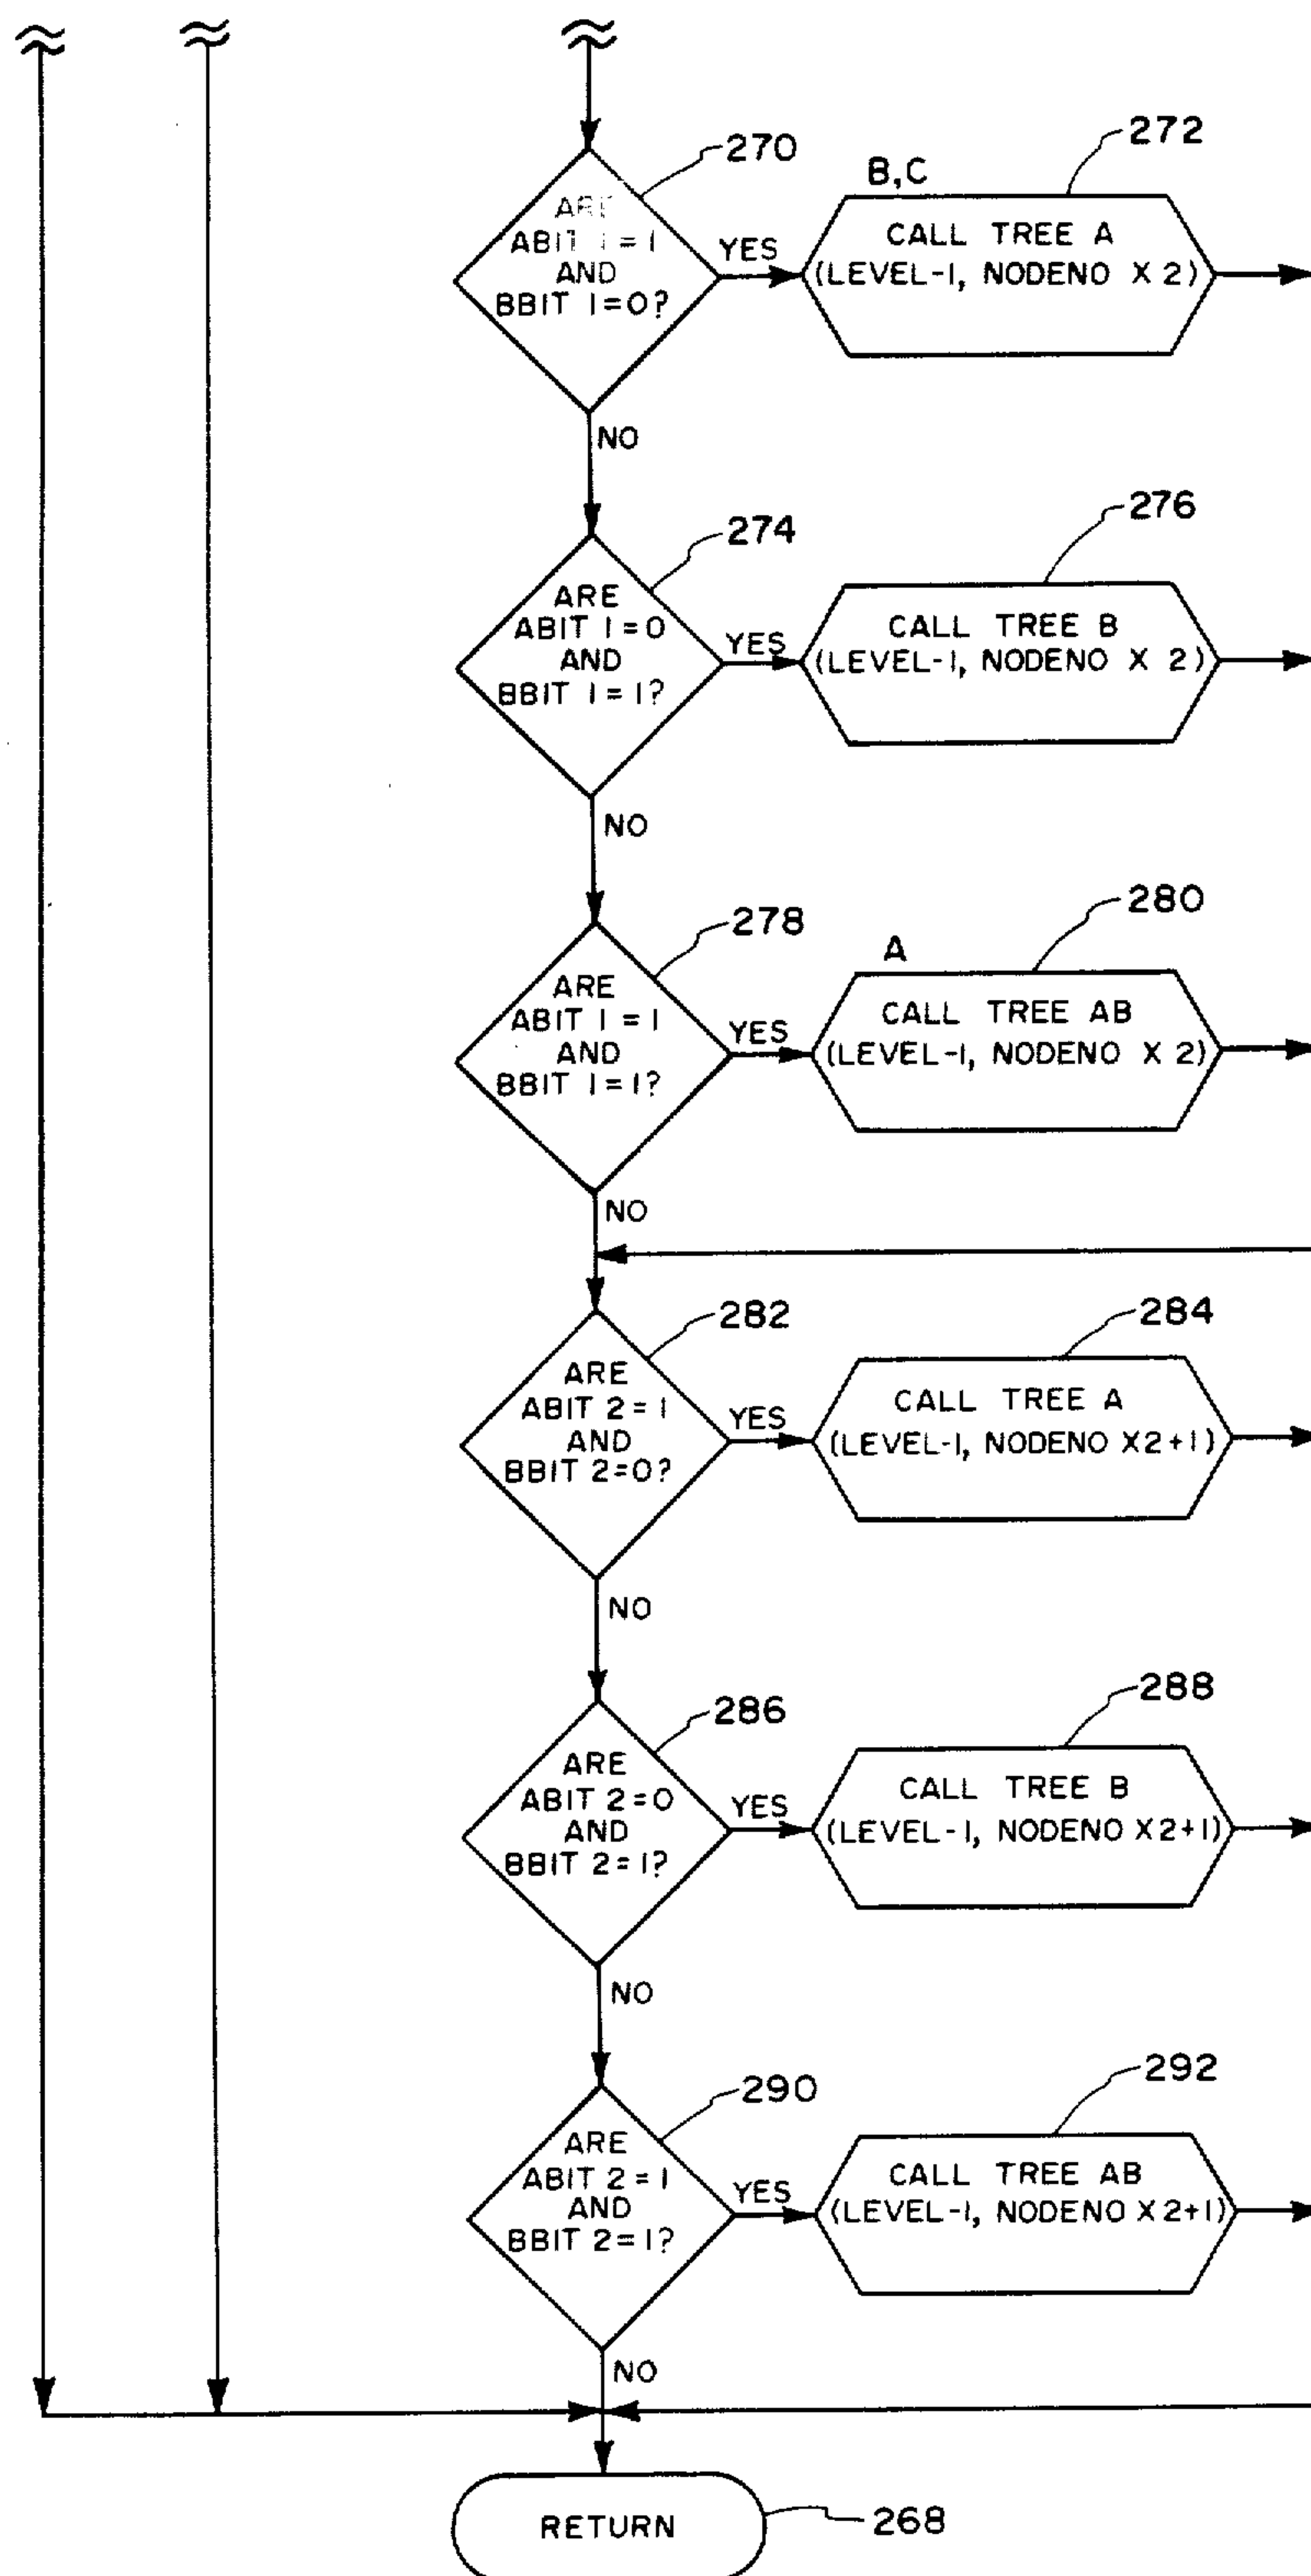 270
ARE
ABIT 1 = 1
AND
BBIT 1 = 0?
YES
NO
B,C
272
CALL TREE A
(LEVEL-1, NODENO X 2)
274
ARE
ABIT 1 = 0
AND
BBIT 1 = 1?
YES
NO
276
CALL TREE B
(LEVEL-1, NODENO X 2)
278
ARE
ABIT 1 = 1
AND
BBIT 1 = 1?
YES
NO
A
280
CALL TREE AB
(LEVEL-1, NODENO X 2)
282
ARE
ABIT 2 = 1
AND
BBIT 2 = 0?
YES
NO
284
CALL TREE A
(LEVEL-1, NODENO X 2+1)
286
ARE
ABIT 2 = 0
AND
BBIT 2 = 1?
YES
NO
288
CALL TREE B
(LEVEL-1, NODENO X 2+1)
290
ARE
ABIT 2 = 1
AND
BBIT 2 = 1?
YES
NO
292
CALL TREE AB
(LEVEL-1, NODENO X 2+1)
RETURN
268